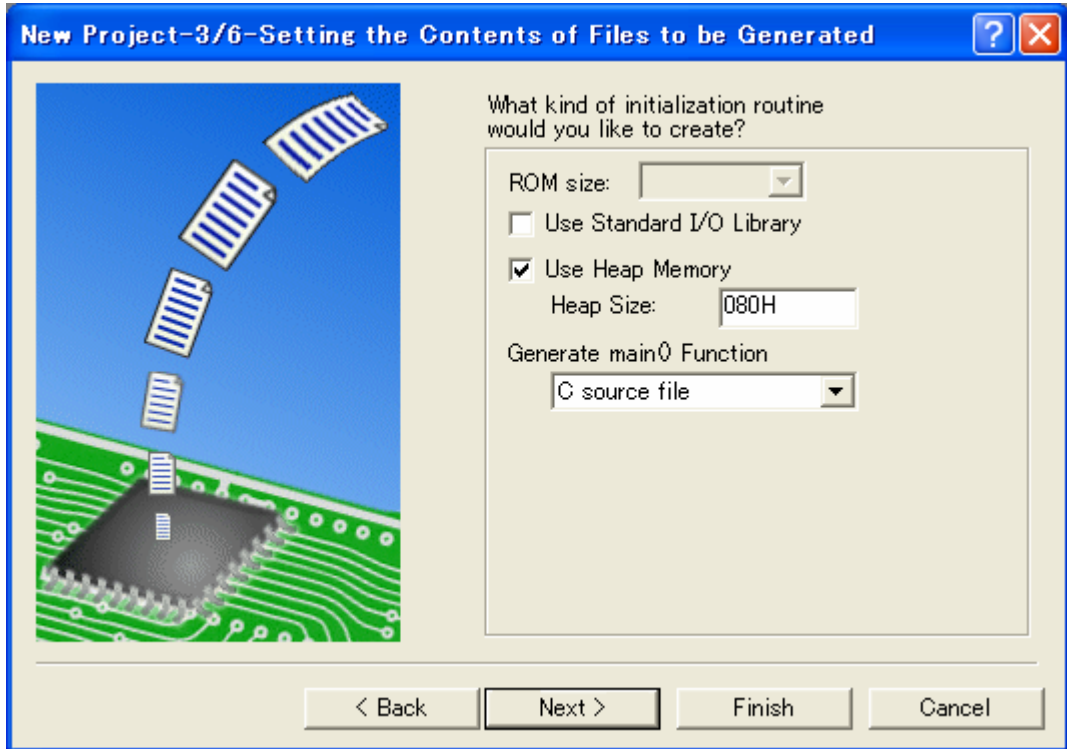 New Project-3/6-Setting the Contents of Files to be Generated
What kind of initialization routine
would you like to create?
ROM size:
Use Standard I/O Library
Use Heap Memory
Heap Size: 080H
Generate main() Function
C source file
< Back Next > Finish Cancel